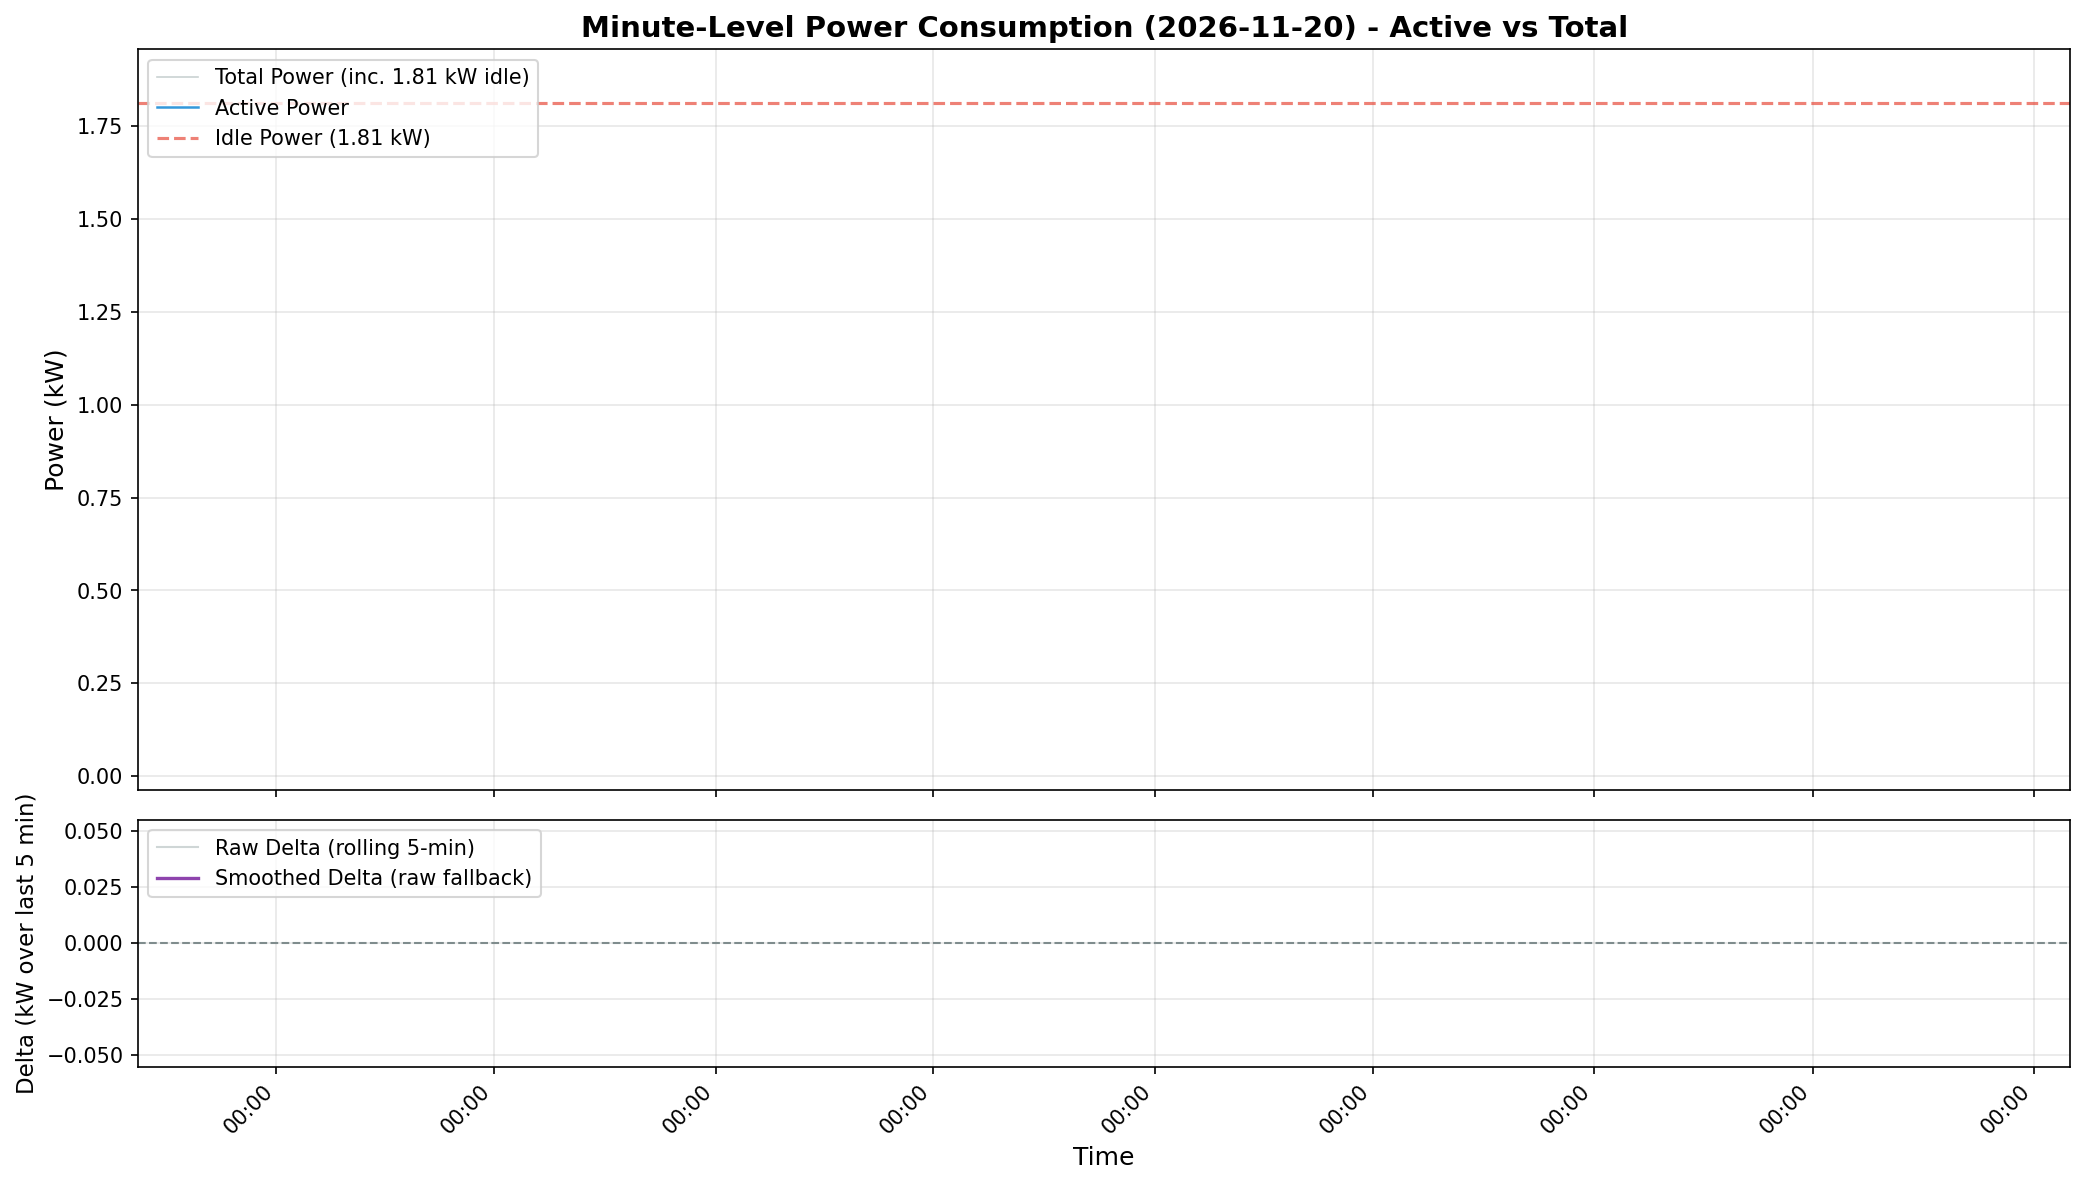 Minute-Level Power Consumption (2026-11-20) - Active vs Total
Total Power (inc. 1.81 kW idle)
Active Power
Idle Power (1.81 kW)
Power (kW)
1.75
1.50
1.25
1.00
0.75
0.50
0.25
0.00
Raw Delta (rolling 5-min)
Smoothed Delta (raw fallback)
Delta (kW over last 5 min)
0.050
0.025
0.000
−0.025
−0.050
00:00
00:00
00:00
00:00
00:00
00:00
00:00
00:00
00:00
Time